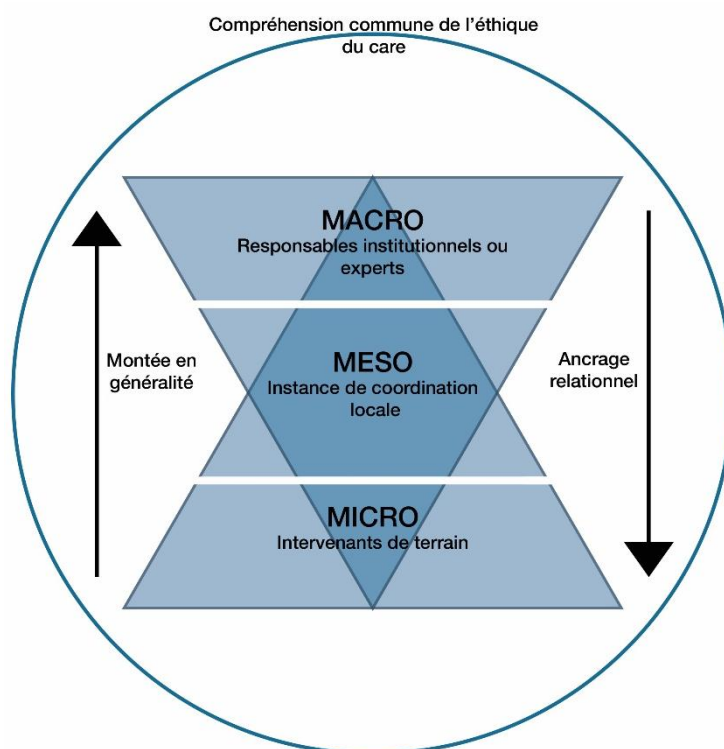 Compréhension commune de l’éthique
du care
MACRO
Responsables institutionnels ou
experts
Montée en
généralité
MESO
Instance de coordination
locale
Ancrage
relationnel
MICRO
Intervenants de terrain